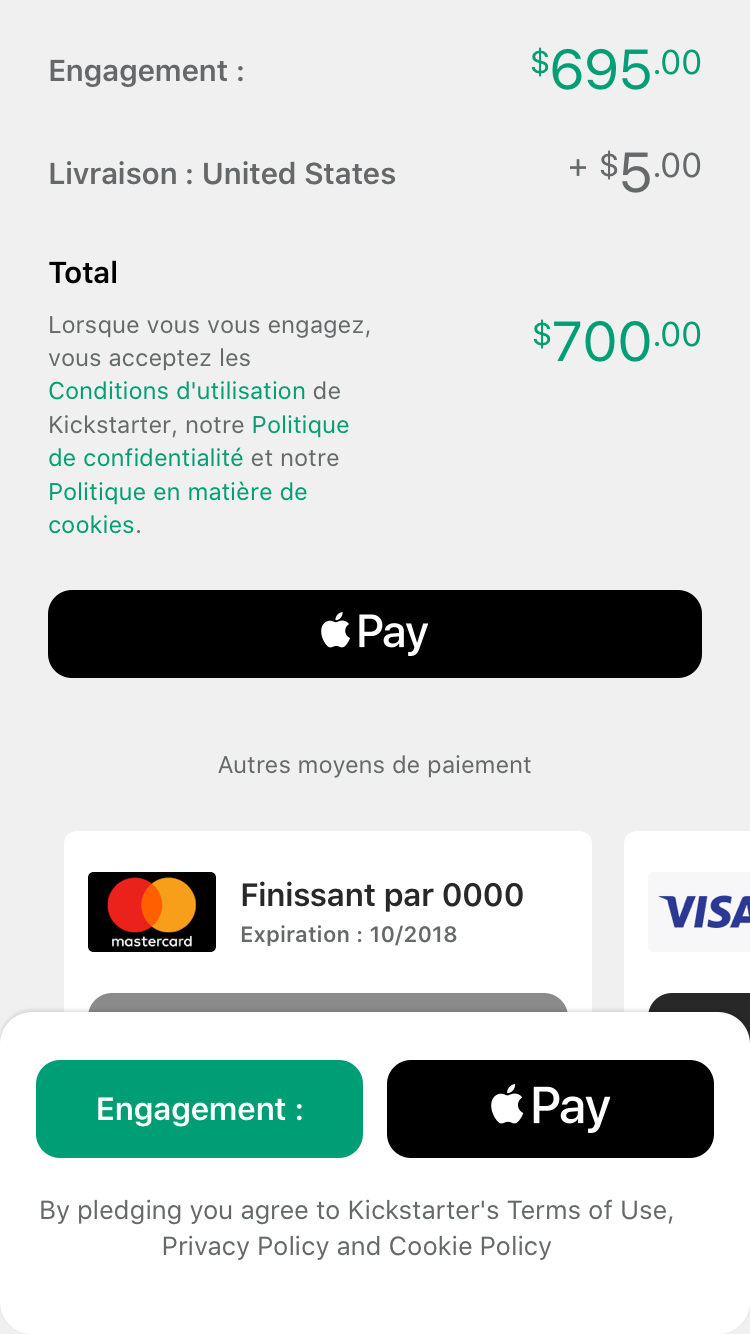 Engagement : $695.00
Livraison : United States + $5.00
Total
Lorsque vous vous engagez,
vous acceptez les
Conditions d'utilisation de
Kickstarter, notre Politique
de confidentialité et notre
Politique en matière de
cookies.
$700.00
Pay
Autres moyens de paiement
mastercard
Finissant par 0000
Expiration : 10/2018
VISA
Engagement :
Pay
By pledging you agree to Kickstarter's Terms of Use,
Privacy Policy and Cookie Policy